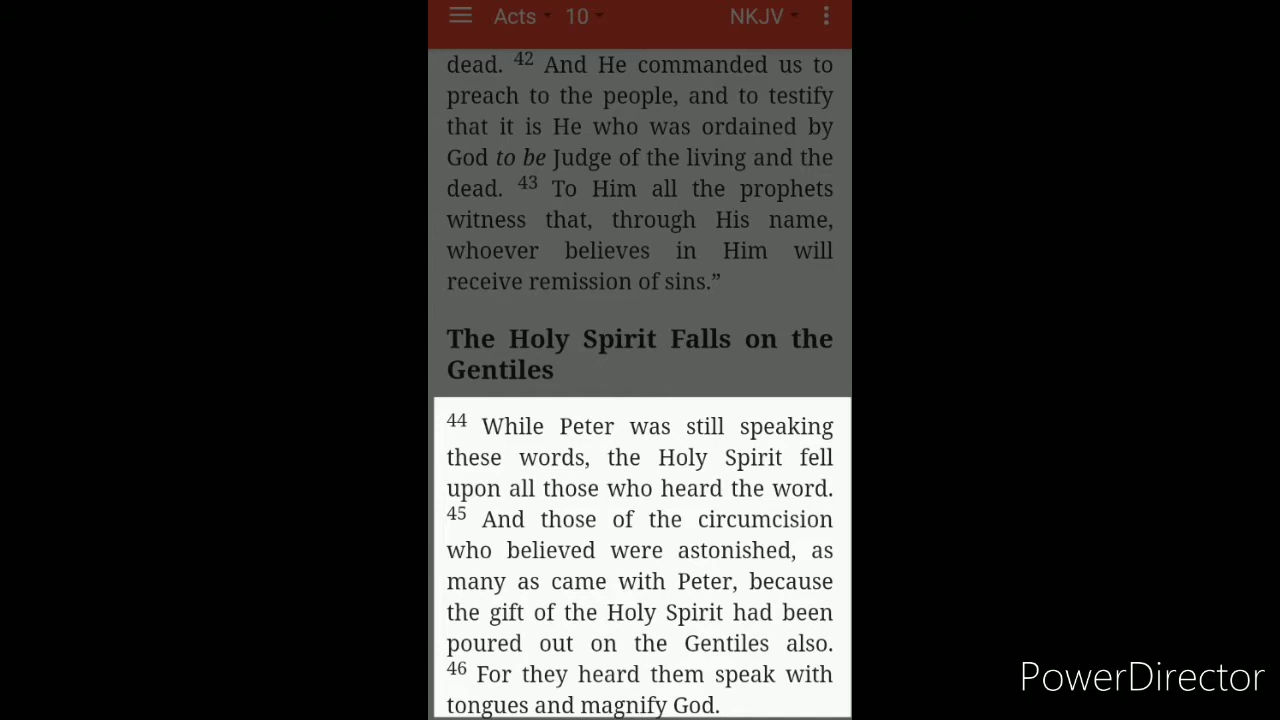 Acts 10 NKJV
dead. 42 And He commanded us to
preach to the people, and to testify
that it is He who was ordained by
God to be Judge of the living and the
dead. 43 To Him all the prophets
witness that, through His name,
whoever believes in Him will
receive remission of sins.”
The Holy Spirit Falls on the
Gentiles
44 While Peter was still speaking
these words, the Holy Spirit fell
upon all those who heard the word.
45 And those of the circumcision
who believed were astonished, as
many as came with Peter, because
the gift of the Holy Spirit had been
poured out on the Gentiles also.
46 For they heard them speak with
tongues and magnify God.
PowerDirector